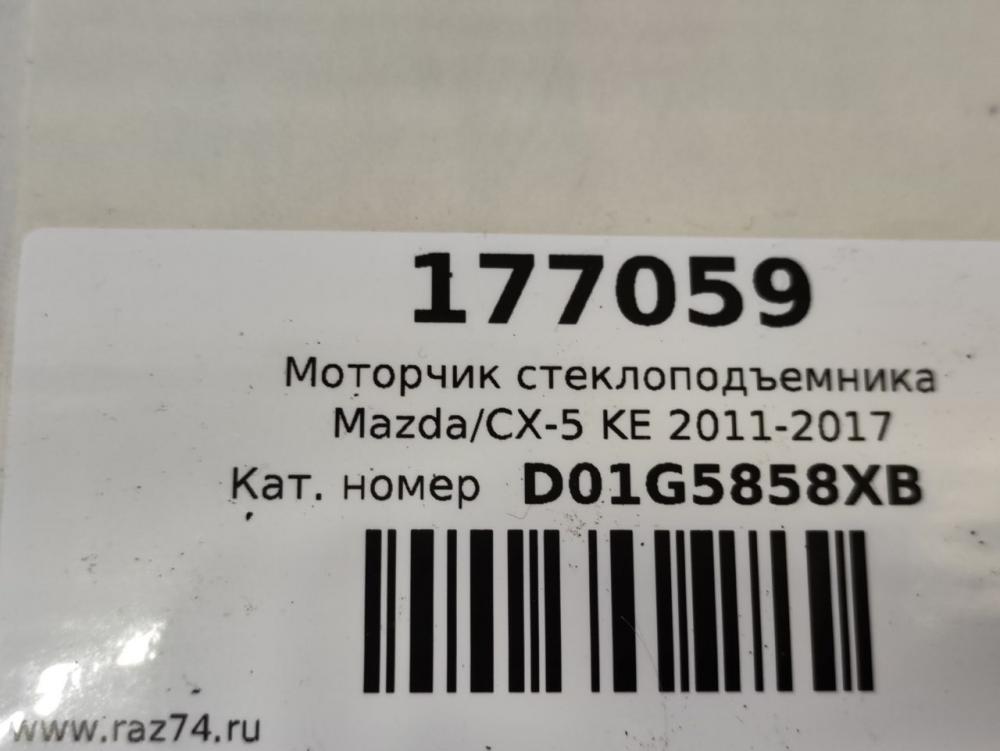 177059
Моторчик стеклоподъемника
Mazda/CX-5 KE 2011-2017
Кат. номер D01G5858XB
www.raz74.ru